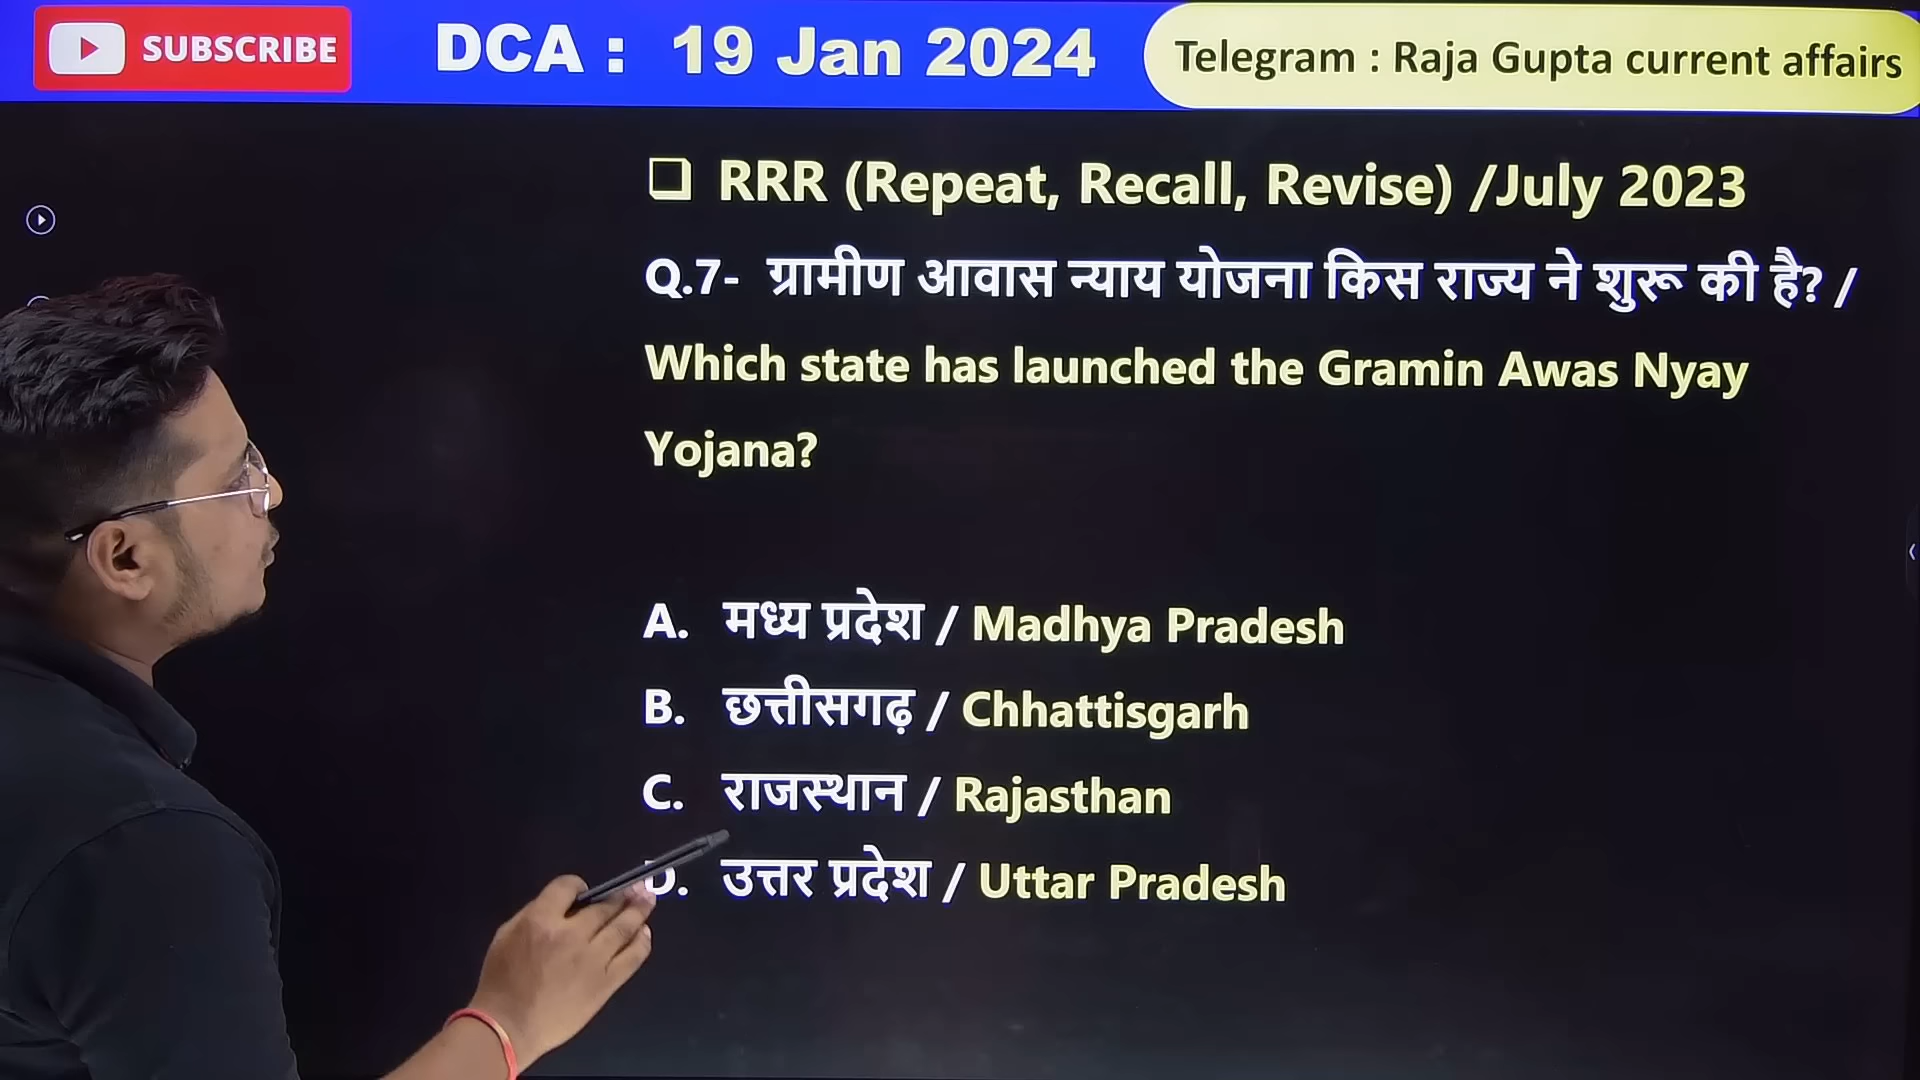 SUBSCRIBE DCA : 19 Jan 2024 Telegram : Raja Gupta current affairs
❑ RRR (Repeat, Recall, Revise) /July 2023
Q.7- ग्रामीण आवास न्याय योजना किस राज्य ने शुरू की है? /
Which state has launched the Gramin Awas Nyay
Yojana?
A. मध्य प्रदेश / Madhya Pradesh
B. छत्तीसगढ़ / Chhattisgarh
C. राजस्थान / Rajasthan
D. उत्तर प्रदेश / Uttar Pradesh